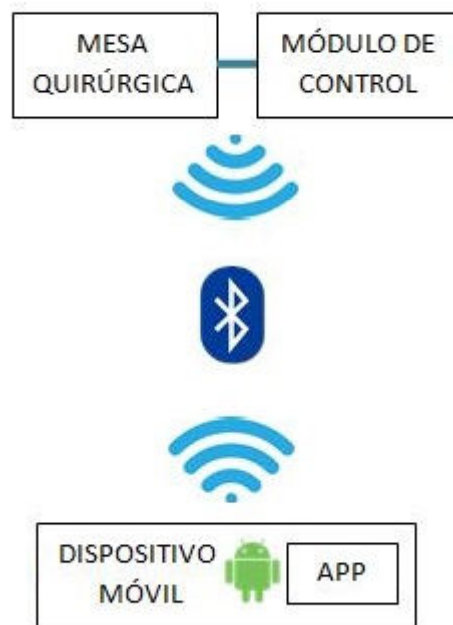 MESA
QUIRÚRGICA
MÓDULO DE
CONTROL
DISPOSITIVO
MÓVIL
APP